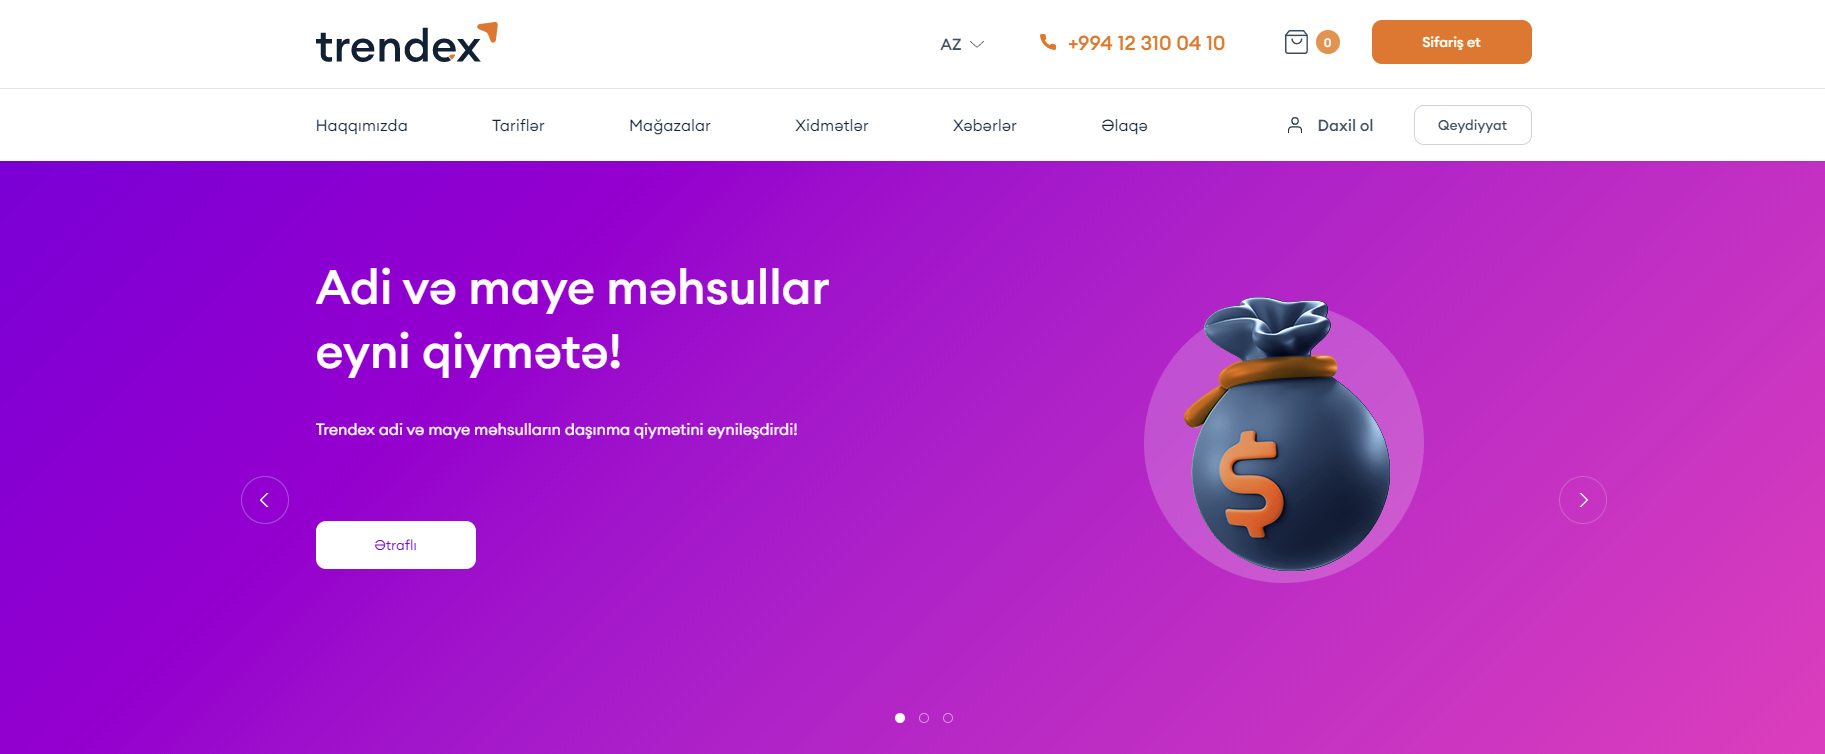 trendex
AZ
+994 12 310 04 10
0
Sifariş et
Haqqımızda
Tariflər
Mağazalar
Xidmətlər
Xəbərlər
Əlaqə
Daxil ol
Qeydiyyat
Adi və maye məhsullar
eyni qiymətə!
Trendex adi və maye məhsulların daşınma qiymətini eyniləşdirdi!
Ətraflı
$